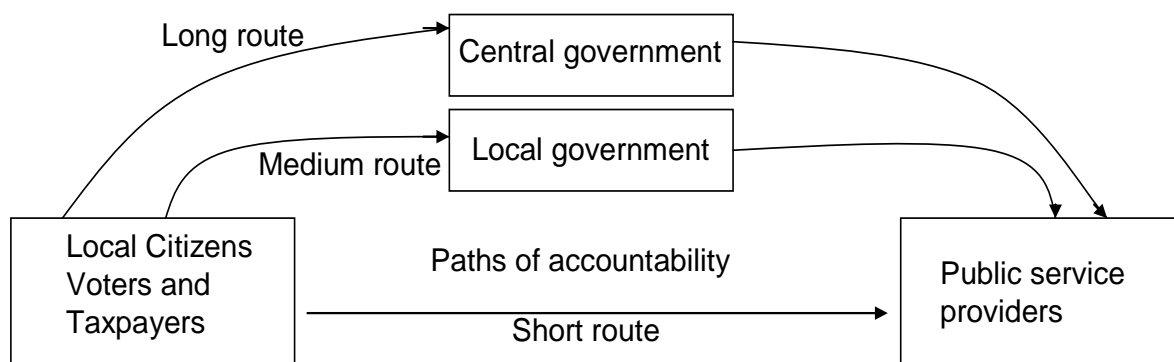 Long route
Central government
Local government
Medium route
Local Citizens
Voters and
Taxpayers
Paths of accountability
Short route
Public service
providers